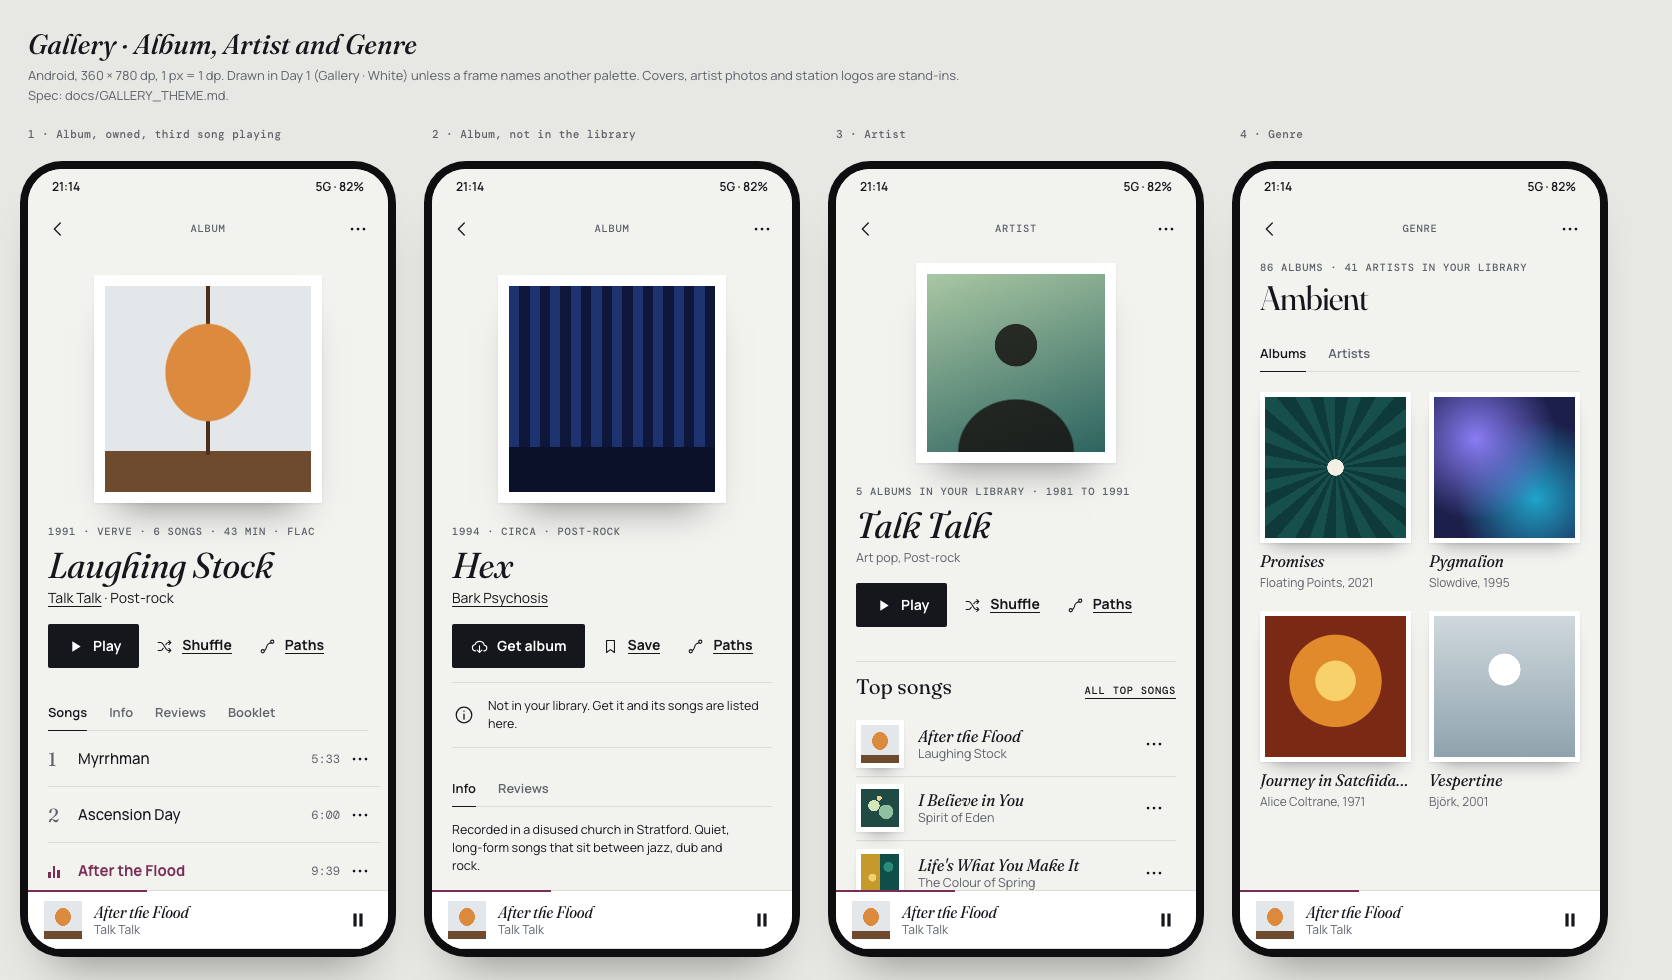 Gallery · Album, Artist and Genre
Android, 360 × 780 dp, 1 px = 1 dp. Drawn in Day 1 (Gallery · White) unless a frame names another palette. Covers, artist photos and station logos are stand-ins.
Spec: docs/GALLERY_THEME.md.
1 · Album, owned, third song playing
21:14
5G · 82%
ALBUM
1991 · VERVE · 6 SONGS · 43 MIN · FLAC
Laughing Stock
Talk Talk · Post-rock
Play
Shuffle
Paths
Songs
Info
Reviews
Booklet
1 Myrrhman 5:33
2 Ascension Day 6:00
After the Flood 9:39
After the Flood
Talk Talk
2 · Album, not in the library
21:14
5G · 82%
ALBUM
1994 · CIRCA · POST-ROCK
Hex
Bark Psychosis
Get album
Save
Paths
Not in your library. Get it and its songs are listed
here.
Info
Reviews
Recorded in a disused church in Stratford. Quiet,
long-form songs that sit between jazz, dub and
rock.
After the Flood
Talk Talk
3 · Artist
21:14
5G · 82%
ARTIST
5 ALBUMS IN YOUR LIBRARY · 1981 TO 1991
Talk Talk
Art pop, Post-rock
Play
Shuffle
Paths
Top songs
ALL TOP SONGS
After the Flood
Laughing Stock
I Believe in You
Spirit of Eden
Life's What You Make It
The Colour of Spring
After the Flood
Talk Talk
4 · Genre
21:14
5G · 82%
GENRE
86 ALBUMS · 41 ARTISTS IN YOUR LIBRARY
Ambient
Albums
Artists
Promises
Floating Points, 2021
Pygmalion
Slowdive, 1995
Journey in Satchida...
Alice Coltrane, 1971
Vespertine
Björk, 2001
After the Flood
Talk Talk